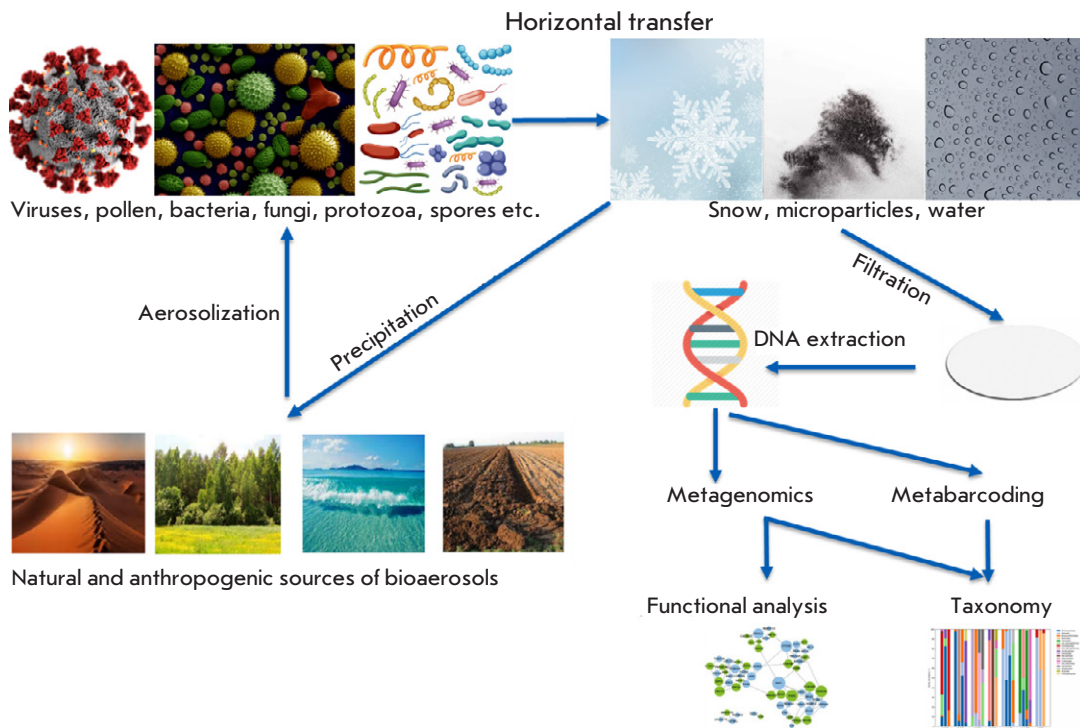 Horizontal transfer
Viruses, pollen, bacteria, fungi, protozoa, spores etc.
Snow, microparticles, water
Aerosolization
Precipitation
Filtration
DNA extraction
Metagenomics
Metabarcoding
Natural and anthropogenic sources of bioaerosols
Functional analysis
Taxonomy